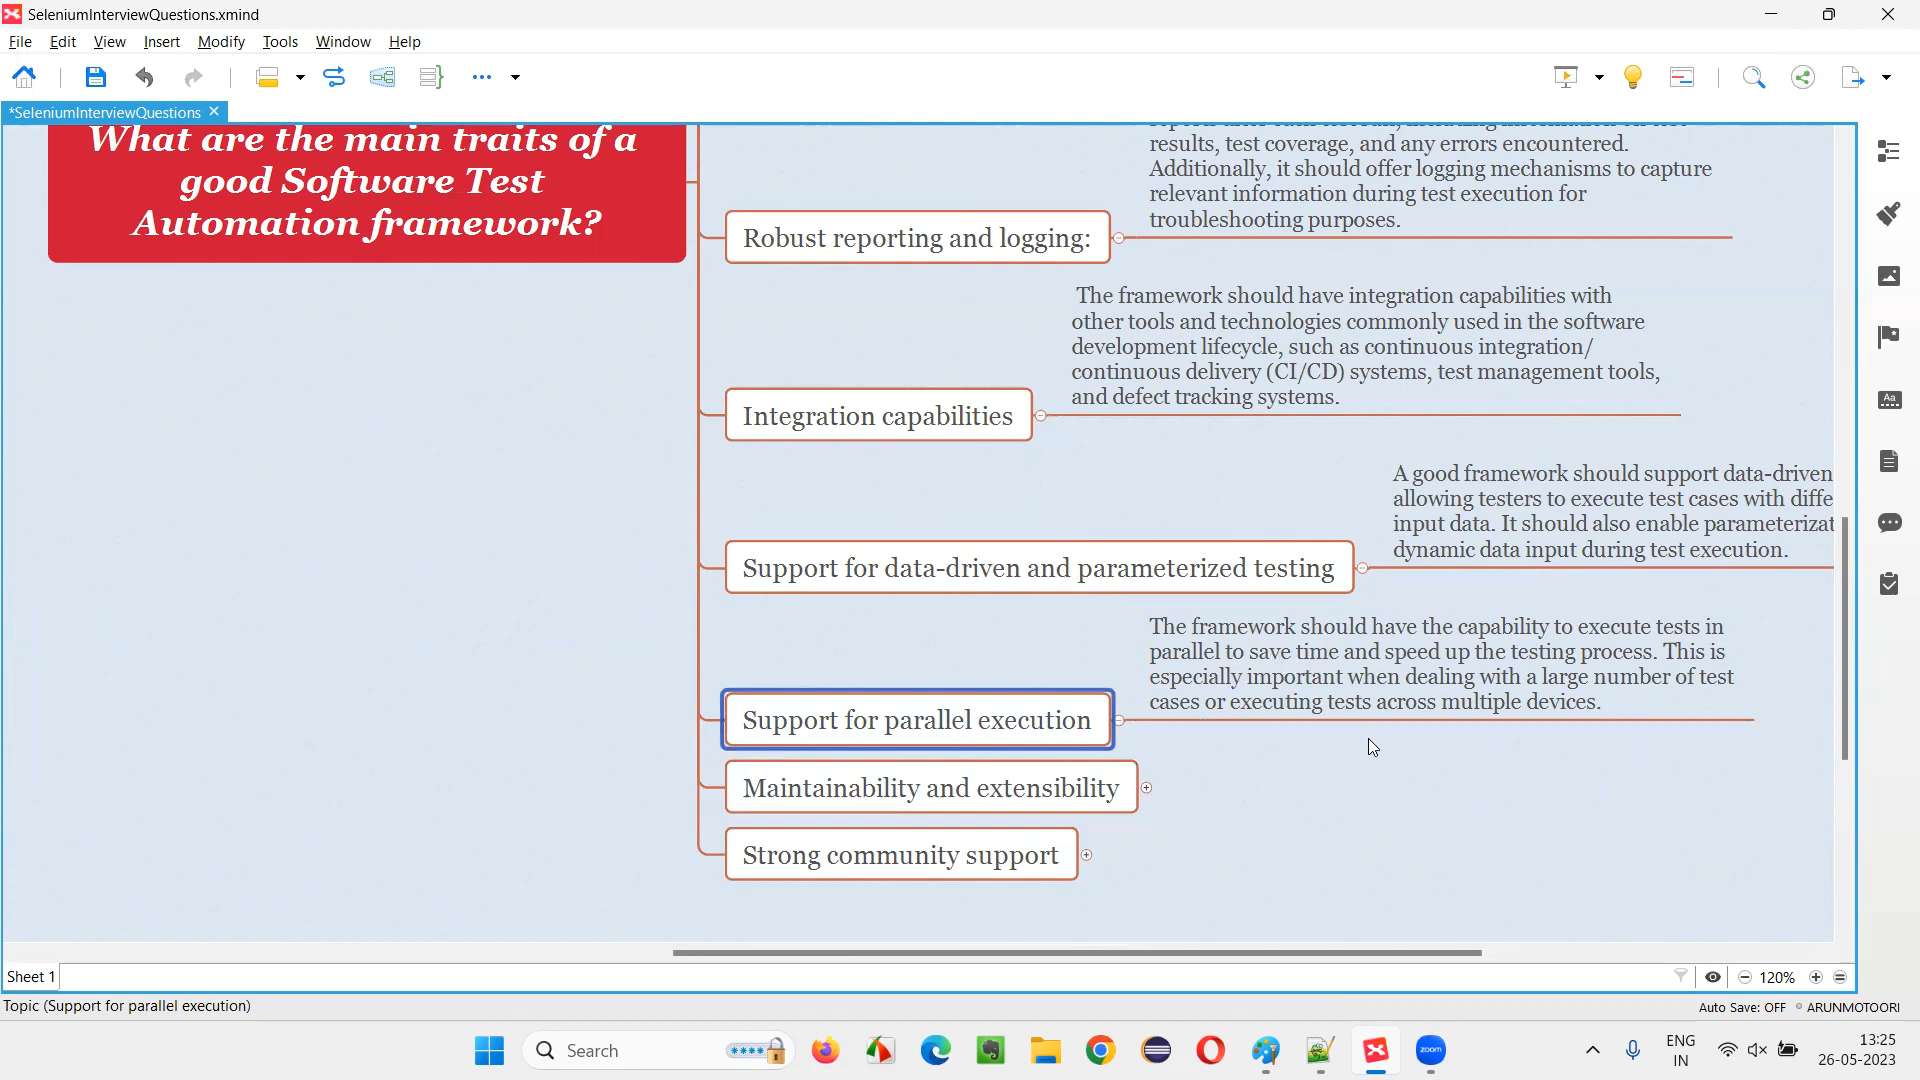 SeleniumInterviewQuestions.xmind
File Edit View Insert Modify Tools Window Help
*SeleniumInterviewQuestions
What are the main traits of a
good Software Test
Automation framework?
results, test coverage, and any errors encountered.
Additionally, it should offer logging mechanisms to capture
relevant information during test execution for
troubleshooting purposes.
Robust reporting and logging:
The framework should have integration capabilities with
other tools and technologies commonly used in the software
development lifecycle, such as continuous integration/
continuous delivery (CI/CD) systems, test management tools,
and defect tracking systems.
Integration capabilities
A good framework should support data-driven
allowing testers to execute test cases with diffe
input data. It should also enable parameterizat
dynamic data input during test execution.
Support for data-driven and parameterized testing
The framework should have the capability to execute tests in
parallel to save time and speed up the testing process. This is
especially important when dealing with a large number of test
cases or executing tests across multiple devices.
Support for parallel execution
Maintainability and extensibility
Strong community support
Sheet 1
120%
Topic (Support for parallel execution)
Auto Save: OFF
ARUNMOTOORI
Search
zoom
ENG
IN
13:25
26-05-2023